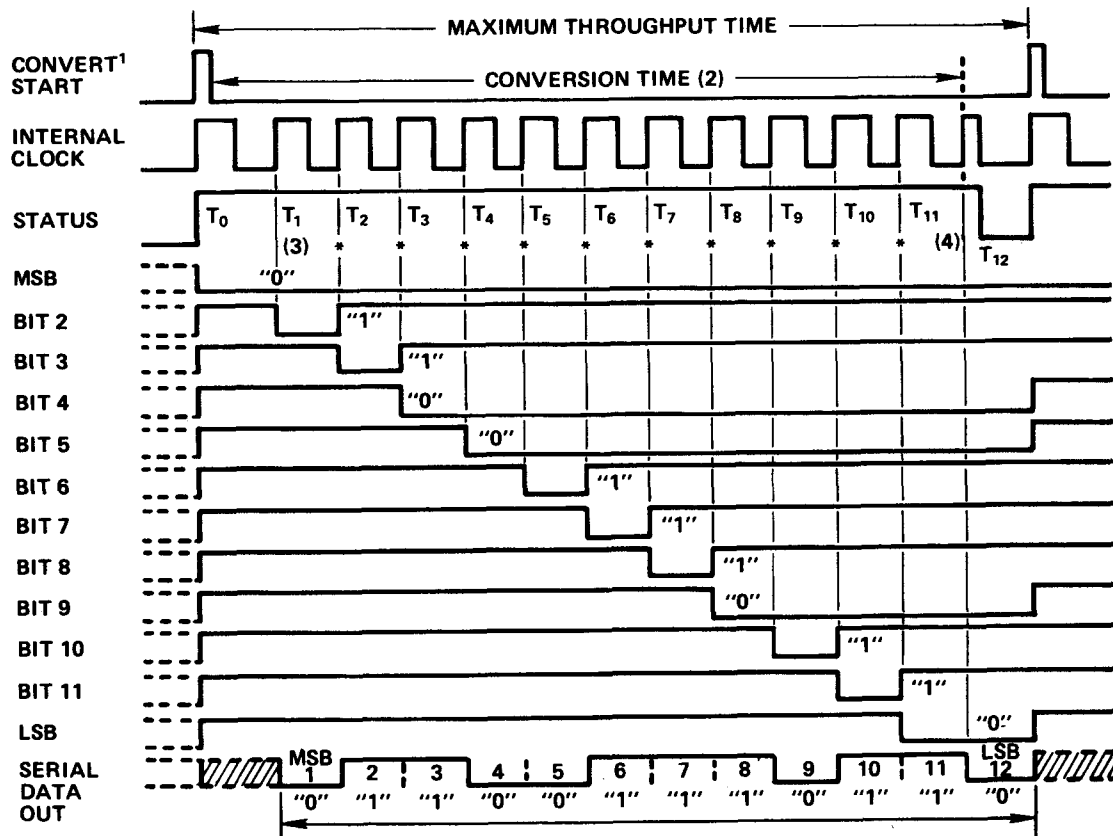 MAXIMUM THROUGHPUT TIME
CONVERT¹
START
CONVERSION TIME (2)
INTERNAL
CLOCK
STATUS
T₀ T₁ T₂ T₃ T₄ T₅ T₆ T₇ T₈ T₉ T₁₀ T₁₁
(3) * * * * * * * * * * (4)
T₁₂
MSB "0"
BIT 2 "1"
BIT 3 "1"
BIT 4 "0"
BIT 5 "0"
BIT 6 "1"
BIT 7 "1"
BIT 8 "1"
BIT 9 "0"
BIT 10 "1"
BIT 11 "1"
LSB "0"
SERIAL
DATA
OUT
MSB LSB
1 2 3 4 5 6 7 8 9 10 11 12
"0" "1" "1" "0" "0" "1" "1" "1" "0" "1" "1" "0"